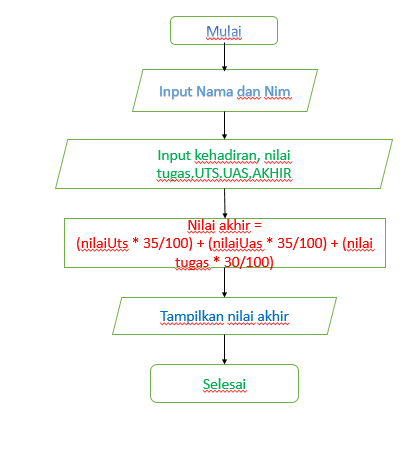 Mulai
Input Nama dan Nim
Input kehadiran, nilai
tugas,UTS,UAS,AKHIR
Nilai akhir =
(nilaiUts * 35/100) + (nilaiUas * 35/100) + (nilai
tugas * 30/100)
Tampilkan nilai akhir
Selesai